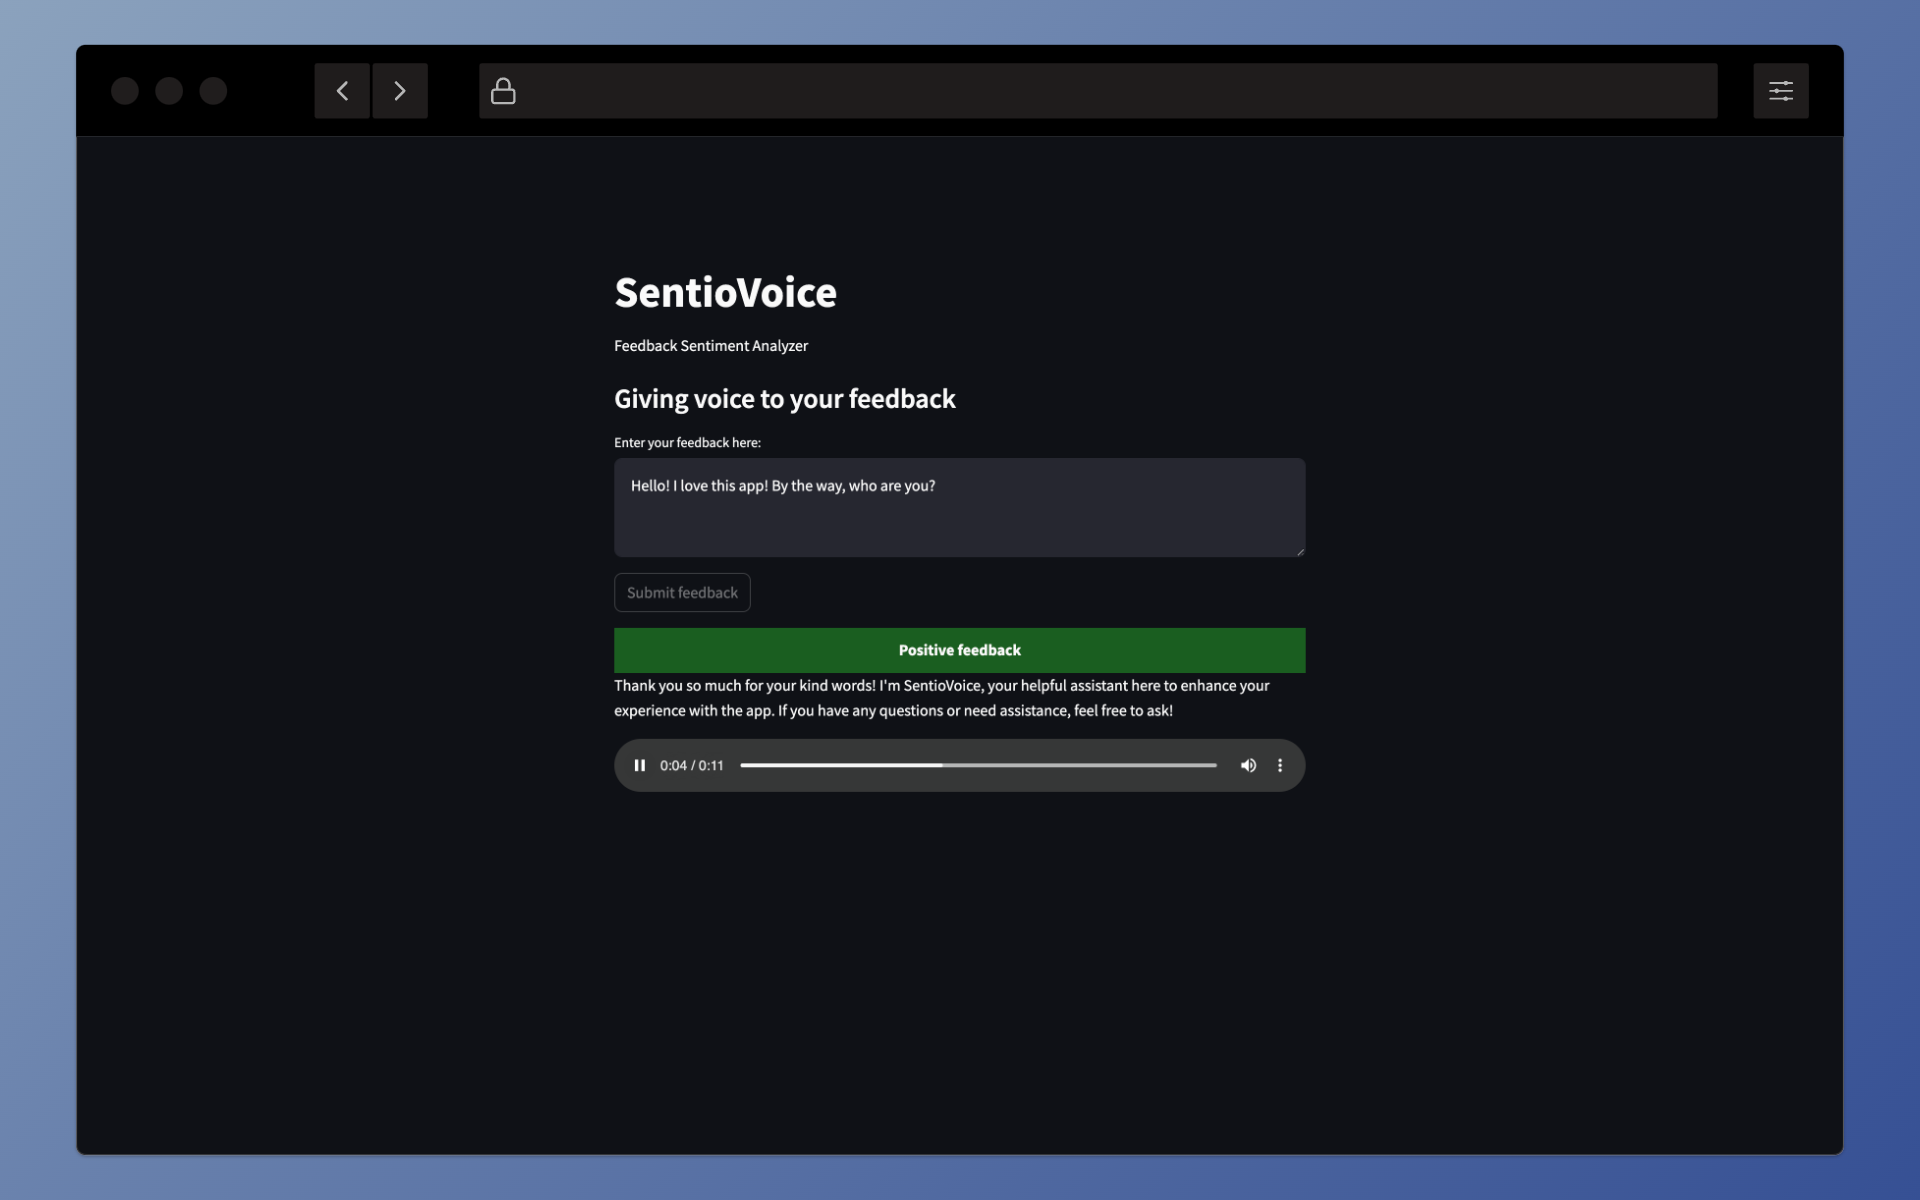 SentioVoice
Feedback Sentiment Analyzer
Giving voice to your feedback
Enter your feedback here:
Hello! I love this app! By the way, who are you?
Submit feedback
Positive feedback
Thank you so much for your kind words! I'm SentioVoice, your helpful assistant here to enhance your
experience with the app. If you have any questions or need assistance, feel free to ask!
0:04 / 0:11